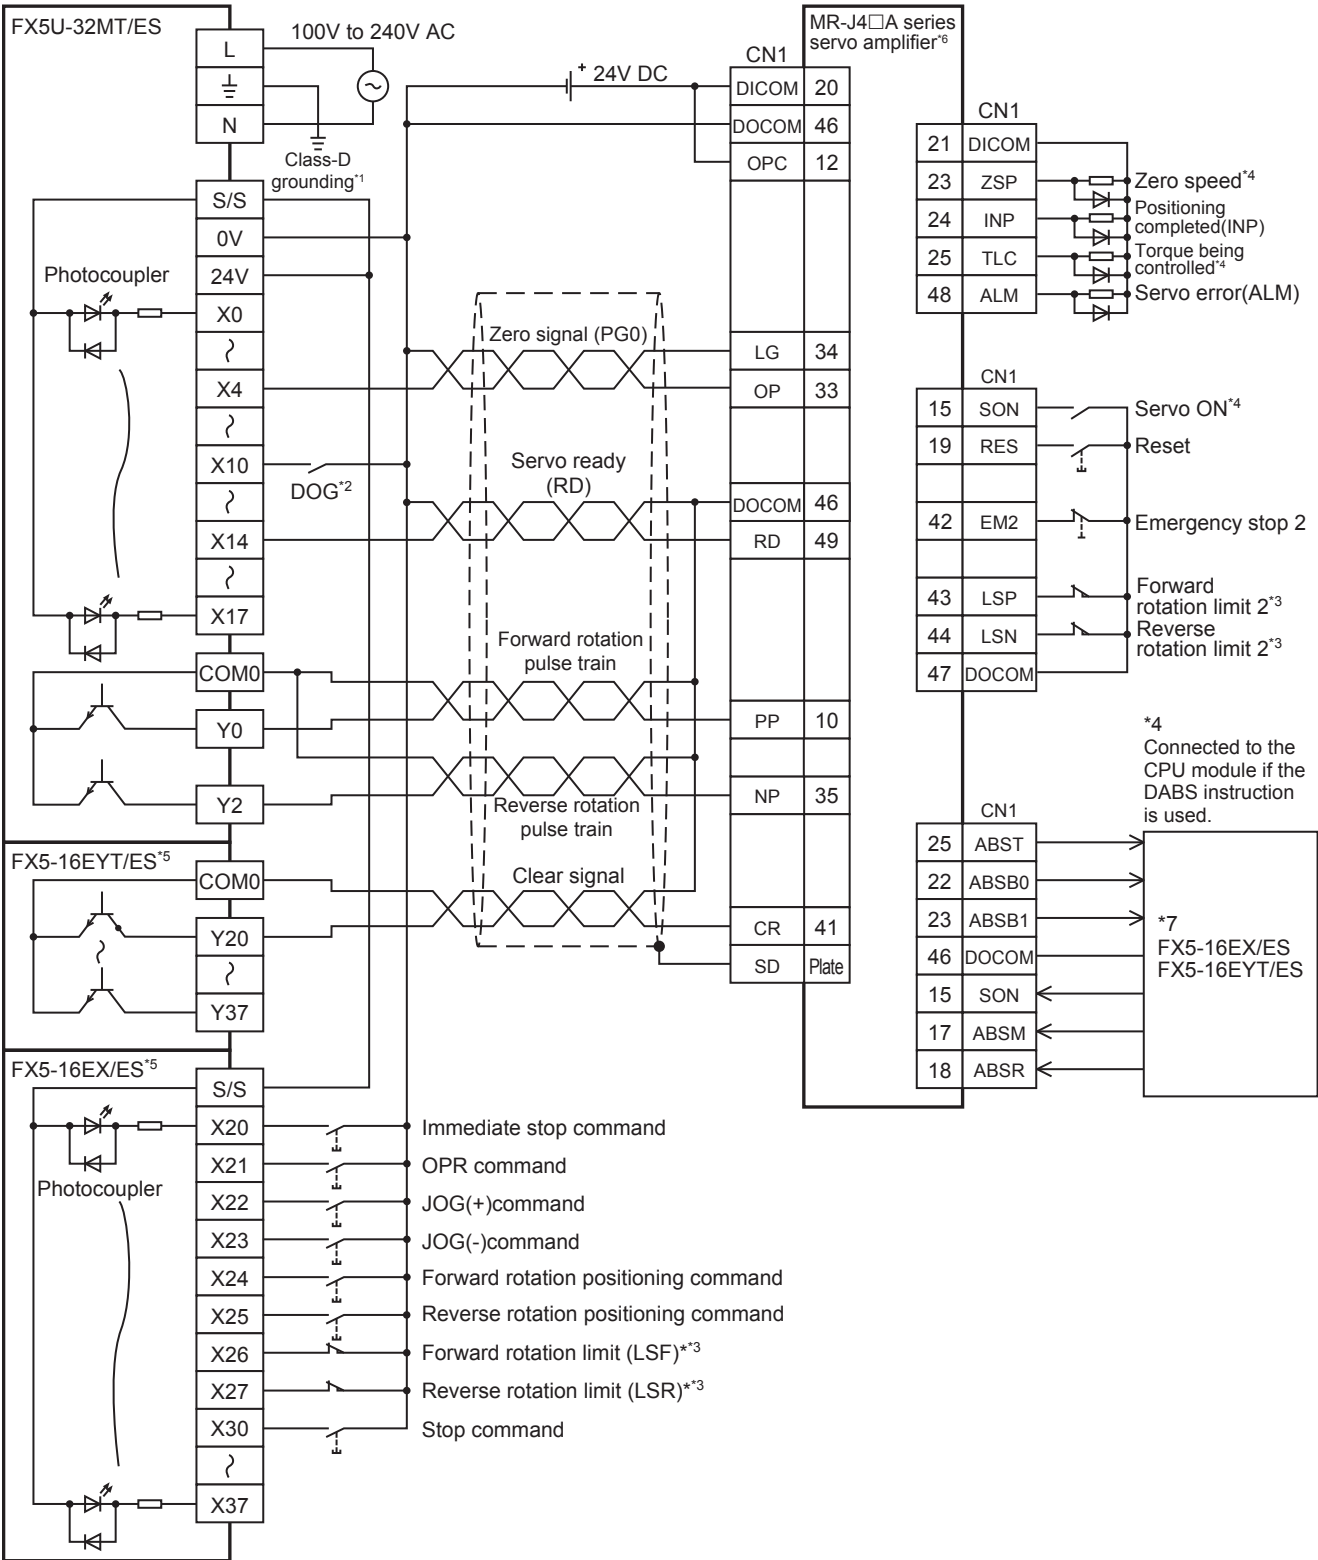 FX5U-32MT/ES
L
N
100V to 240V AC
Class-D
grounding*1
S/S
0V
24V
X0
X4
X10
X14
X17
Photocoupler
DOG*2
COM0
Y0
Y2
FX5-16EYT/ES*5
COM0
Y20
Y37
FX5-16EX/ES*5
S/S
X20
X21
X22
X23
X24
X25
X26
X27
X30
X37
Photocoupler
Immediate stop command
OPR command
JOG(+)command
JOG(-)command
Forward rotation positioning command
Reverse rotation positioning command
Forward rotation limit (LSF)**3
Reverse rotation limit (LSR)**3
Stop command
+ 24V DC
Zero signal (PG0)
Servo ready
(RD)
Forward rotation
pulse train
Reverse rotation
pulse train
Clear signal
MR-J4□A series
servo amplifier*6
CN1
DICOM 20
DOCOM 46
OPC 12
LG 34
OP 33
DOCOM 46
RD 49
PP 10
NP 35
CR 41
SD Plate
CN1
21 DICOM
23 ZSP Zero speed*4
24 INP Positioning
completed(INP)
25 TLC Torque being
controlled*4
48 ALM Servo error(ALM)
CN1
15 SON Servo ON*4
19 RES Reset
42 EM2 Emergency stop 2
43 LSP Forward
rotation limit 2*3
44 LSN Reverse
rotation limit 2*3
47 DOCOM
*4
Connected to the
CPU module if the
DABS instruction
is used.
CN1
25 ABST
22 ABSB0
23 ABSB1
46 DOCOM
15 SON
17 ABSM
18 ABSR
*7
FX5-16EX/ES
FX5-16EYT/ES